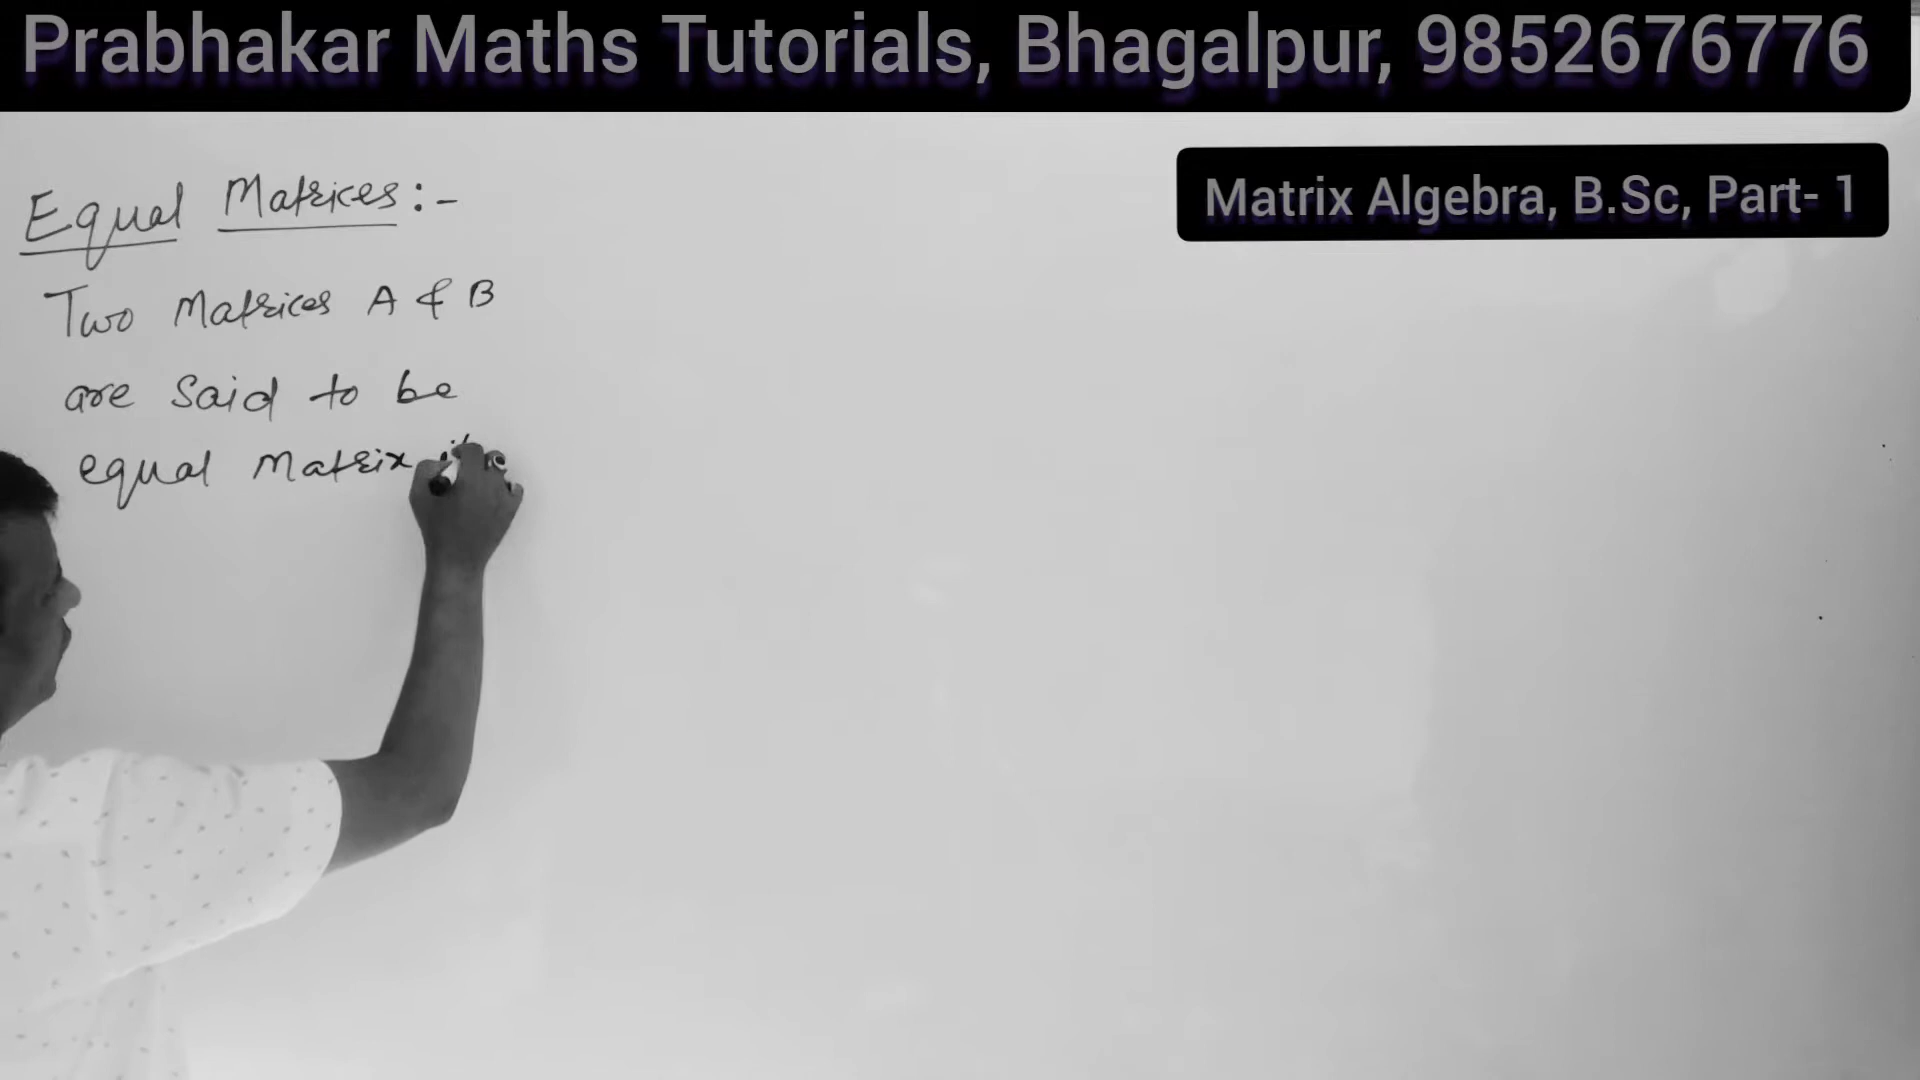 Prabhakar Maths Tutorials, Bhagalpur, 9852676776
Matrix Algebra, B.Sc, Part- 1
Equal Matrices:-
Two Matrices A & B
are said to be
equal Matrix